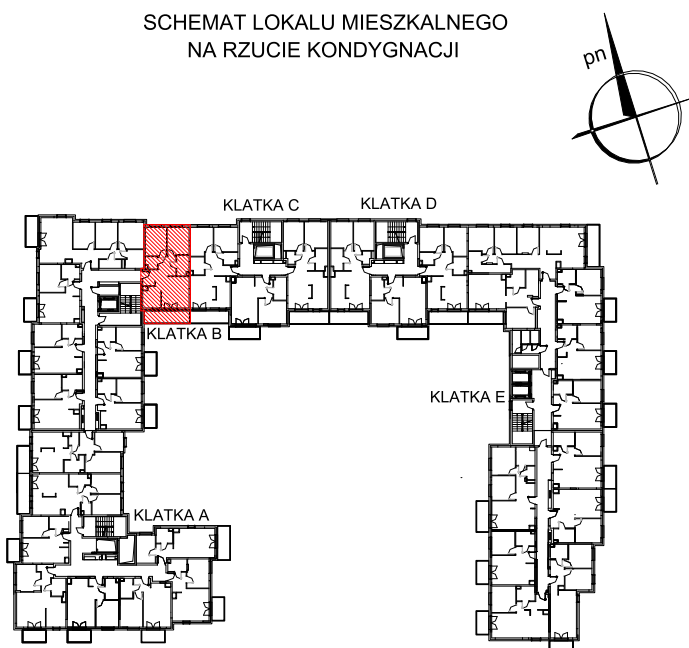 SCHEMAT LOKALU MIESZKALNEGO
NA RZUCIE KONDYGNACJI
pn
KLATKA C
KLATKA D
KLATKA B
KLATKA E
KLATKA A